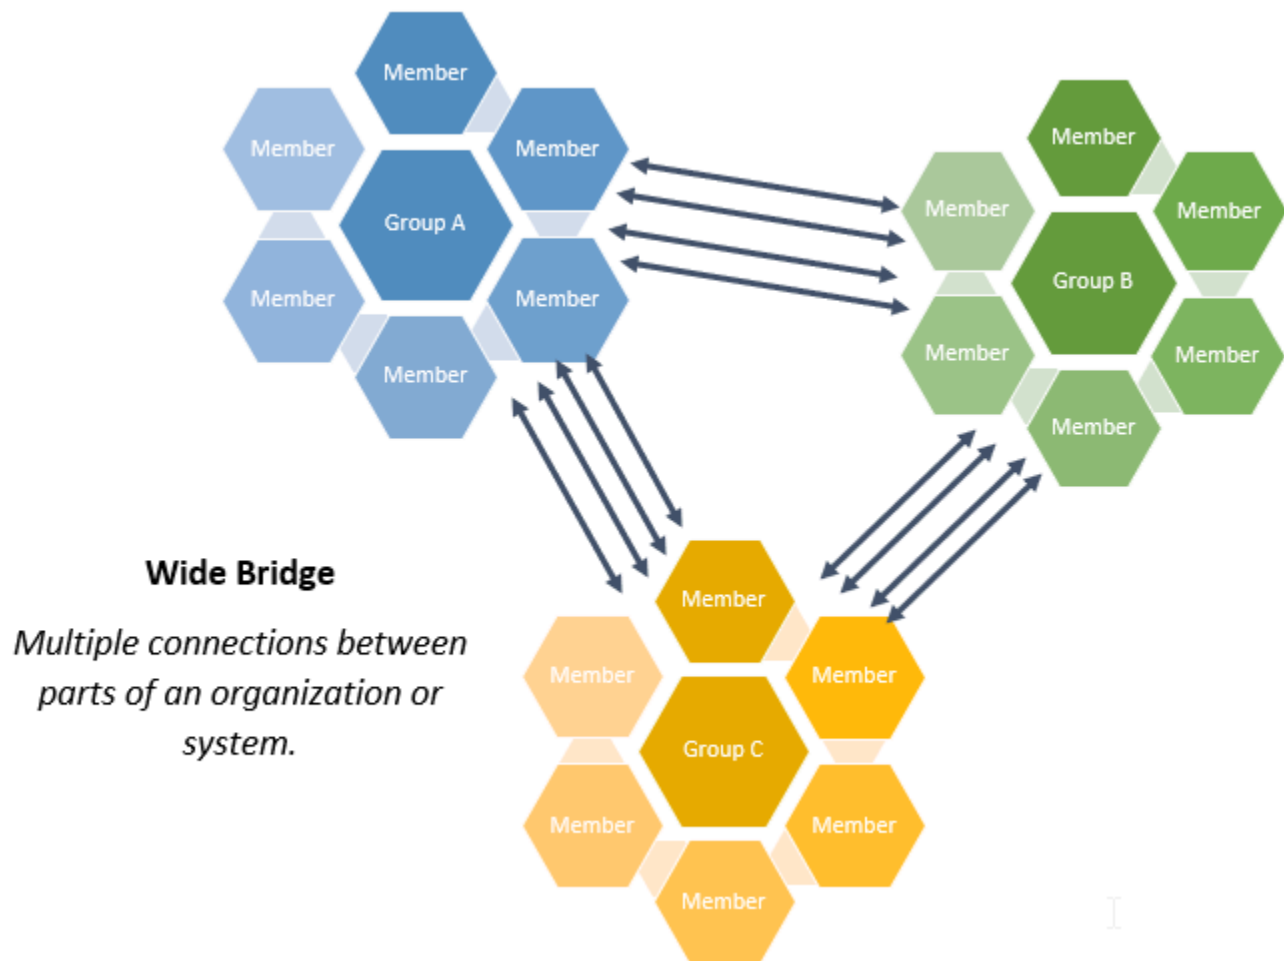 Member
Member
Member
Group A
Member
Member
Member
Member
Member
Member
Group B
Member
Member
Member
Member
Wide Bridge
Multiple connections between
parts of an organization or
system.
Member
Member
Member
Group C
Member
Member
Member